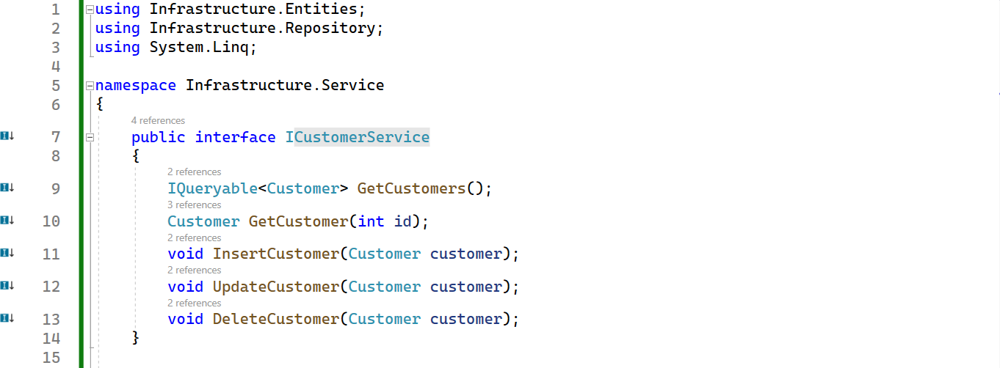 1 using Infrastructure.Entities;
2 using Infrastructure.Repository;
3 using System.Linq;
4
5 namespace Infrastructure.Service
6 {
4 references
7 public interface ICustomerService
8 {
2 references
9 IQueryable<Customer> GetCustomers();
3 references
10 Customer GetCustomer(int id);
2 references
11 void InsertCustomer(Customer customer);
2 references
12 void UpdateCustomer(Customer customer);
2 references
13 void DeleteCustomer(Customer customer);
14 }
15